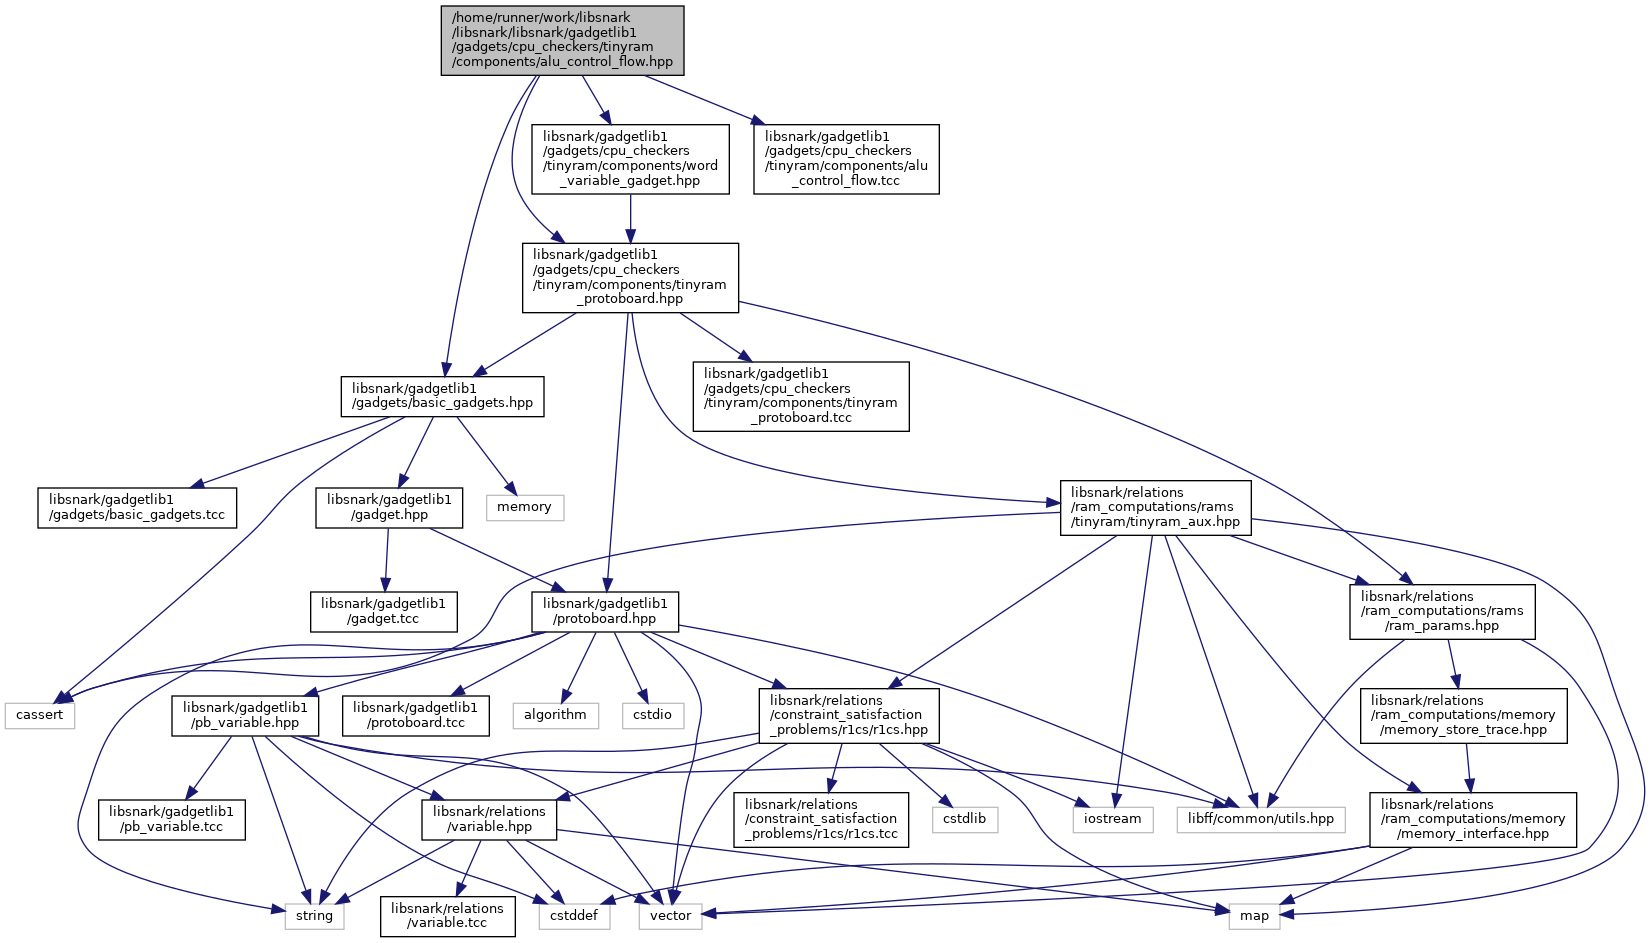 /home/runner/work/libsnark
/libsnark/libsnark/gadgetlib1
/gadgets/cpu_checkers/tinyram
/components/alu_control_flow.hpp
libsnark/gadgetlib1
/gadgets/cpu_checkers
/tinyram/components/word
_variable_gadget.hpp
libsnark/gadgetlib1
/gadgets/cpu_checkers
/tinyram/components/alu
_control_flow.tcc
libsnark/gadgetlib1
/gadgets/cpu_checkers
/tinyram/components/tinyram
_protoboard.hpp
libsnark/gadgetlib1
/gadgets/basic_gadgets.hpp
libsnark/gadgetlib1
/gadgets/cpu_checkers
/tinyram/components/tinyram
_protoboard.tcc
libsnark/gadgetlib1
/gadgets/basic_gadgets.tcc
libsnark/gadgetlib1
/gadget.hpp
memory
libsnark/relations
/ram_computations/rams
/tinyram/tinyram_aux.hpp
libsnark/gadgetlib1
/gadget.tcc
libsnark/gadgetlib1
/protoboard.hpp
libsnark/relations
/ram_computations/rams
/ram_params.hpp
cassert
libsnark/gadgetlib1
/pb_variable.hpp
libsnark/gadgetlib1
/protoboard.tcc
algorithm
cstdio
libsnark/relations
/constraint_satisfaction
_problems/r1cs/r1cs.hpp
libsnark/relations
/ram_computations/memory
/memory_store_trace.hpp
libsnark/gadgetlib1
/pb_variable.tcc
libsnark/relations
/variable.hpp
libsnark/relations
/constraint_satisfaction
_problems/r1cs/r1cs.tcc
cstdlib
iostream
libff/common/utils.hpp
libsnark/relations
/ram_computations/memory
/memory_interface.hpp
string
libsnark/relations
/variable.tcc
cstddef
vector
map